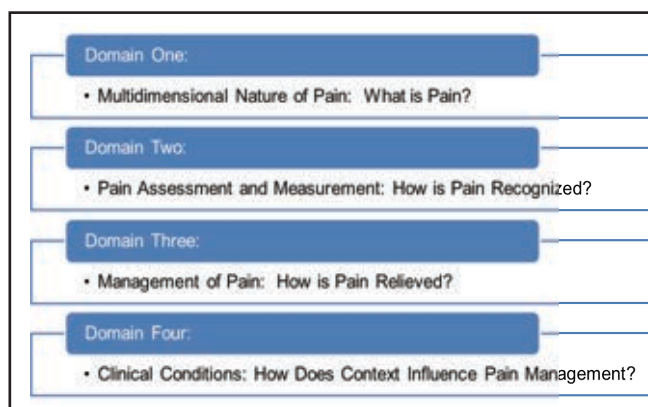 Domain One:
• Multidimensional Nature of Pain: What is Pain?
Domain Two:
• Pain Assessment and Measurement: How is Pain Recognized?
Domain Three:
• Management of Pain: How is Pain Relieved?
Domain Four:
• Clinical Conditions: How Does Context Influence Pain Management?